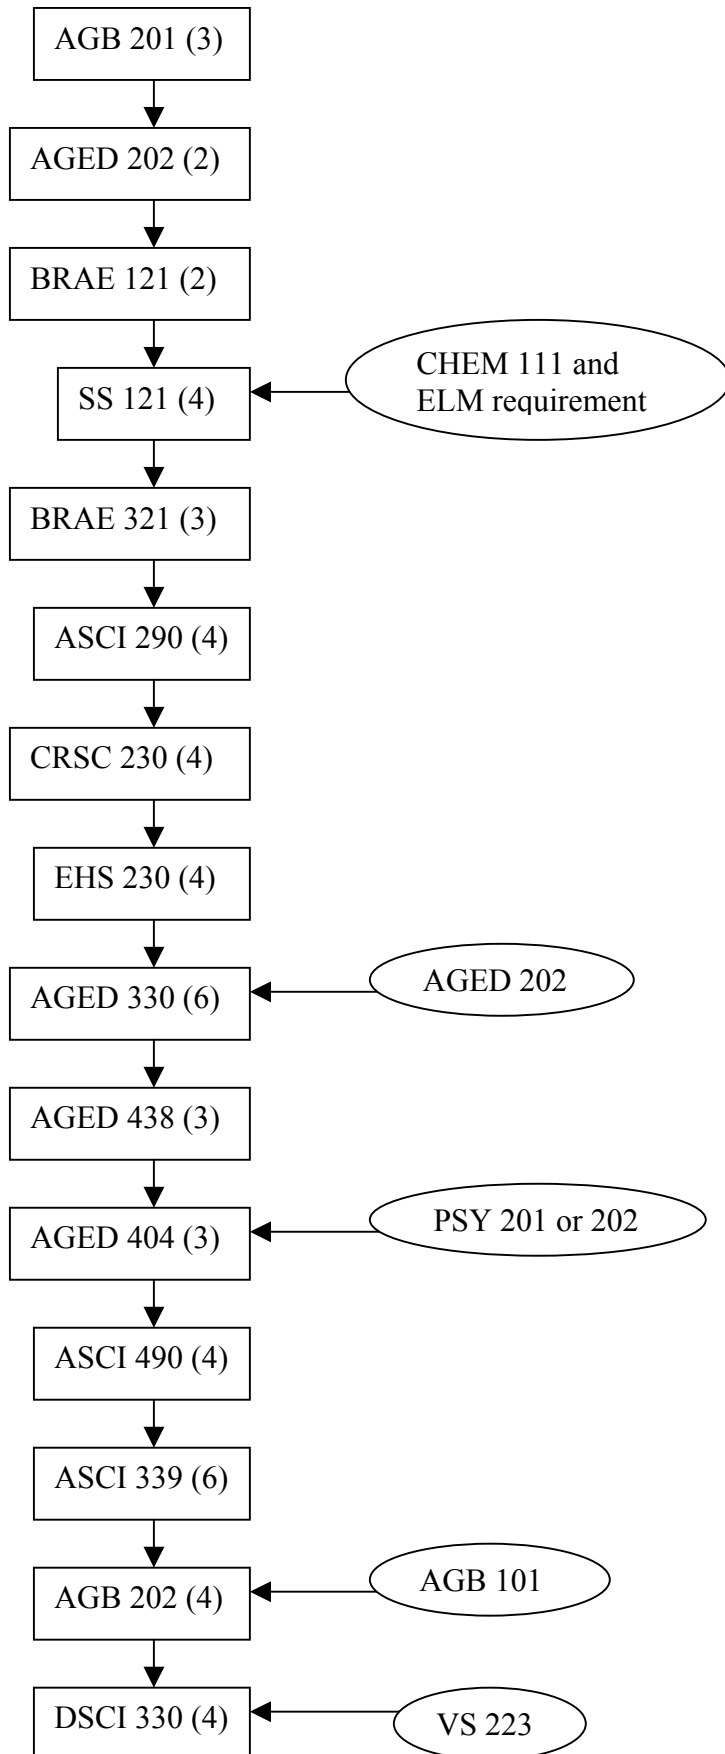 AGB 201 (3)
AGED 202 (2)
BRAE 121 (2)
SS 121 (4)
CHEM 111 and
ELM requirement
BRAE 321 (3)
ASCI 290 (4)
CRSC 230 (4)
EHS 230 (4)
AGED 330 (6)
AGED 202
AGED 438 (3)
AGED 404 (3)
PSY 201 or 202
ASCI 490 (4)
ASCI 339 (6)
AGB 202 (4)
AGB 101
DSCI 330 (4)
VS 223